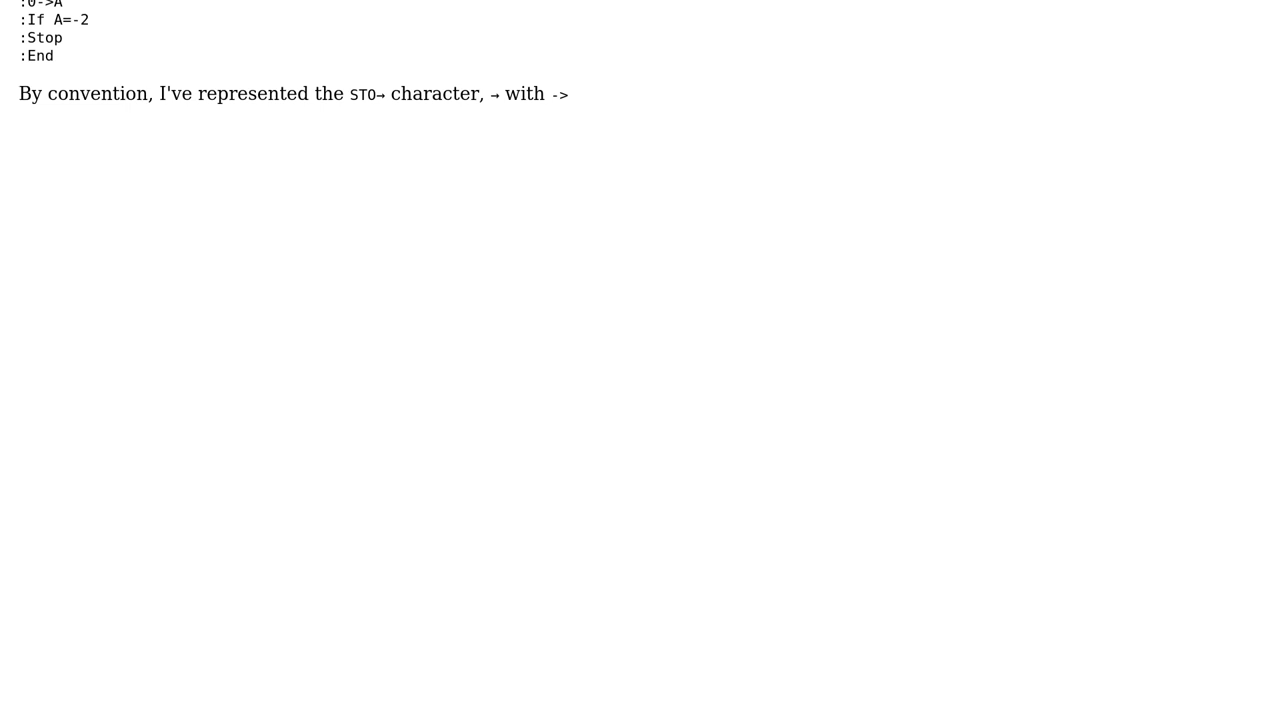 :0->A
:If A=-2
:Stop
:End
By convention, I've represented the STO→ character, → with ->